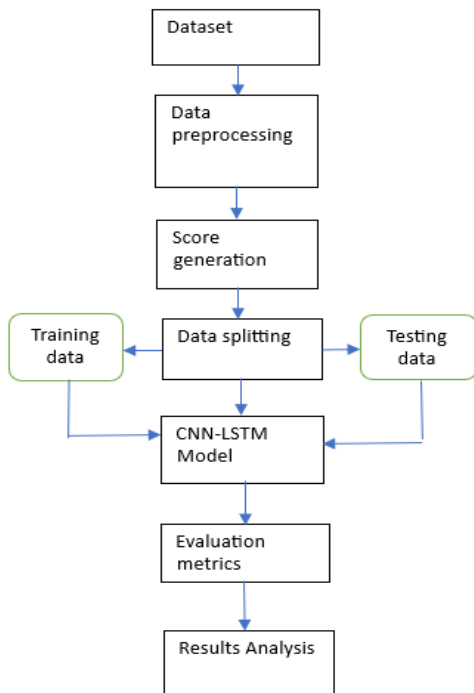 Dataset
Data
preprocessing
Score
generation
Training
data
Data splitting
Testing
data
CNN-LSTM
Model
Evaluation
metrics
Results Analysis